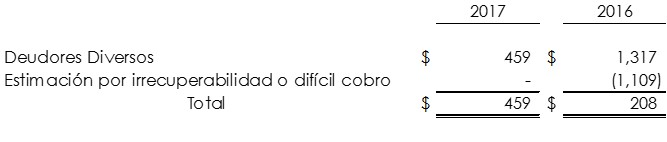 2017 2016
Deudores Diversos $ 459 $ 1,317
Estimación por irrecuperabilidad o difícil cobro - (1,109)
Total $ 459 $ 208